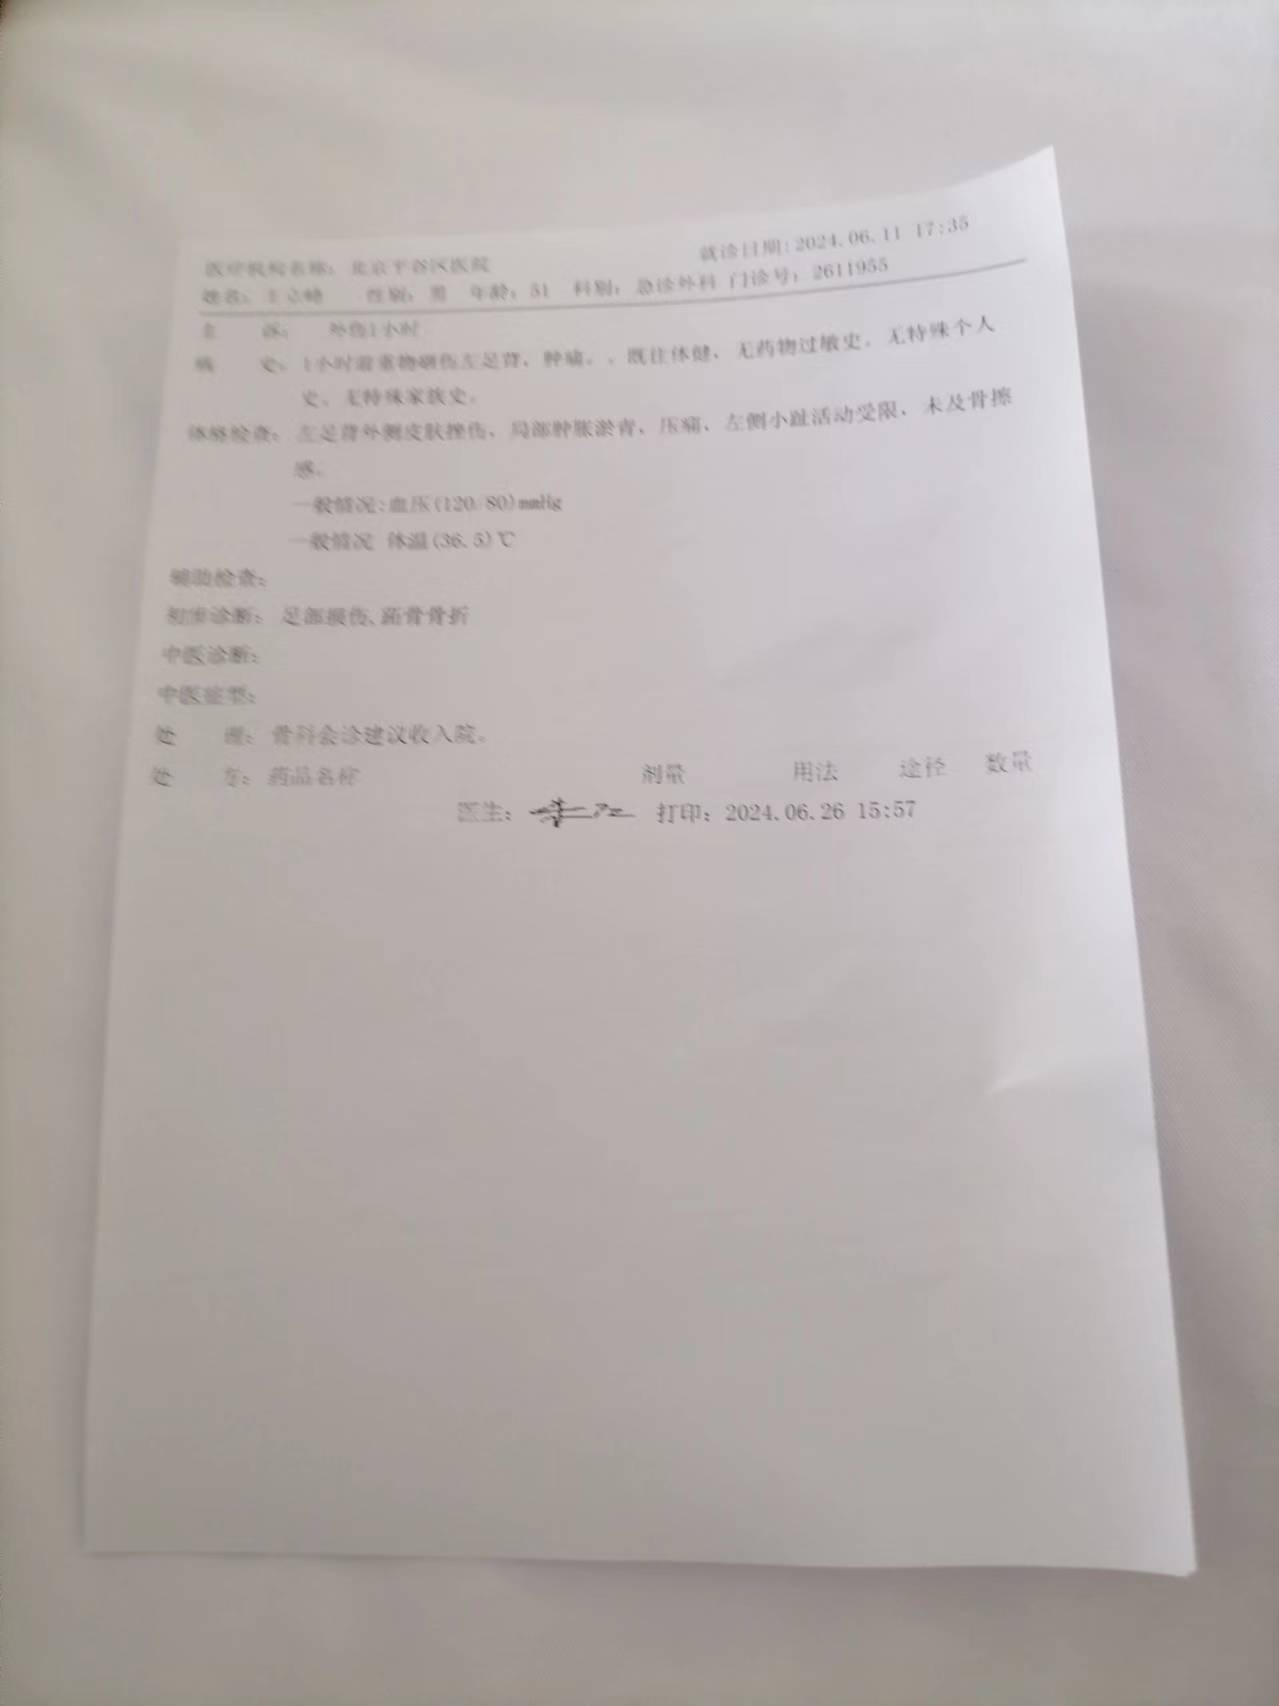 医疗机构名称：北京平谷区医院 就诊日期:2024.06.11 17:35
姓名：王立 性别：男 年龄：51 科别：急诊外科 门诊号：2611955
主 诉： 外伤1小时
病 史：1小时前重物砸伤左足背，肿痛。。既往体健，无药物过敏史。无特殊个人
史。无特殊家族史。
体格检查：左足背外侧皮肤挫伤、局部肿胀淤青，压痛，左侧小趾活动受限，未及骨擦
感。
一般情况:血压(120/80)mmHg
一般情况 体温(36.5)℃
辅助检查：
初步诊断：足部损伤、跖骨骨折
中医诊断：
中医证型：
处 理：骨科会诊建议收入院。
处 方：药品名称 剂量 用法 途径 数量
医生： 打印：2024.06.26 15:57